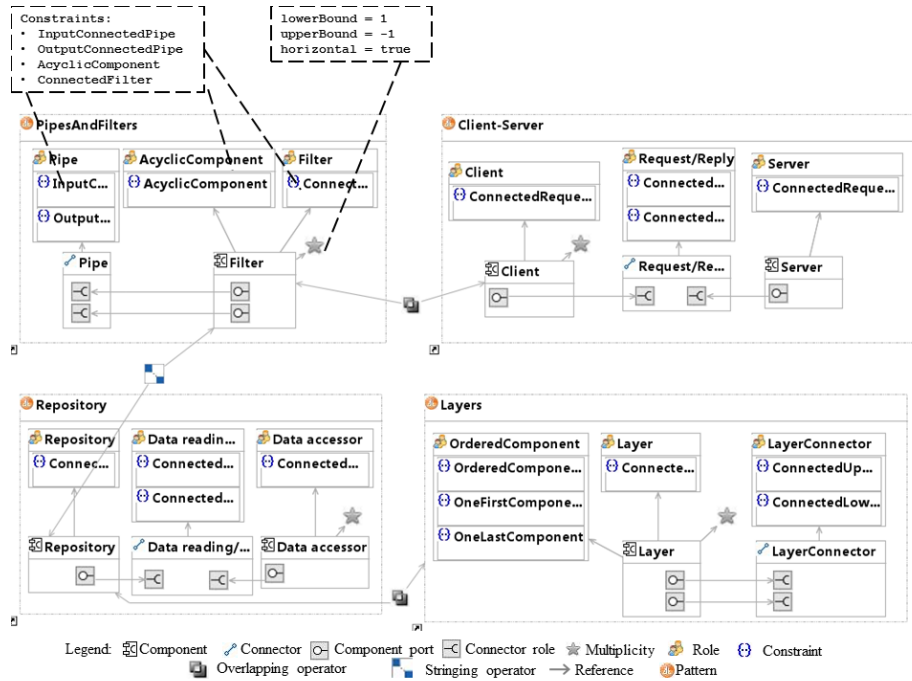 Constraints:
• InputConnectedPipe
• OutputConnectedPipe
• AcyclicComponent
• ConnectedFilter
lowerBound = 1
upperBound = -1
horizontal = true
PipesAndFilters
Pipe
InputC...
Output...
AcyclicComponent
AcyclicComponent
Filter
Connect...
Pipe
Filter
Client-Server
Client
ConnectedReque...
Request/Reply
Connected...
Connected...
Server
ConnectedReque...
Client
Request/Re...
Server
Repository
Repository
Connec...
Data readin...
Connected...
Connected...
Data accessor
Connected...
Repository
Data reading/...
Data accessor
Layers
OrderedComponent
OrderedCompone...
OneFirstCompone...
OneLastComponent
Layer
Connecte...
LayerConnector
ConnectedUp...
ConnectedLow...
Layer
LayerConnector
Legend: Component Connector Component port Connector role Multiplicity Role Constraint
Overlapping operator Stringing operator Reference Pattern